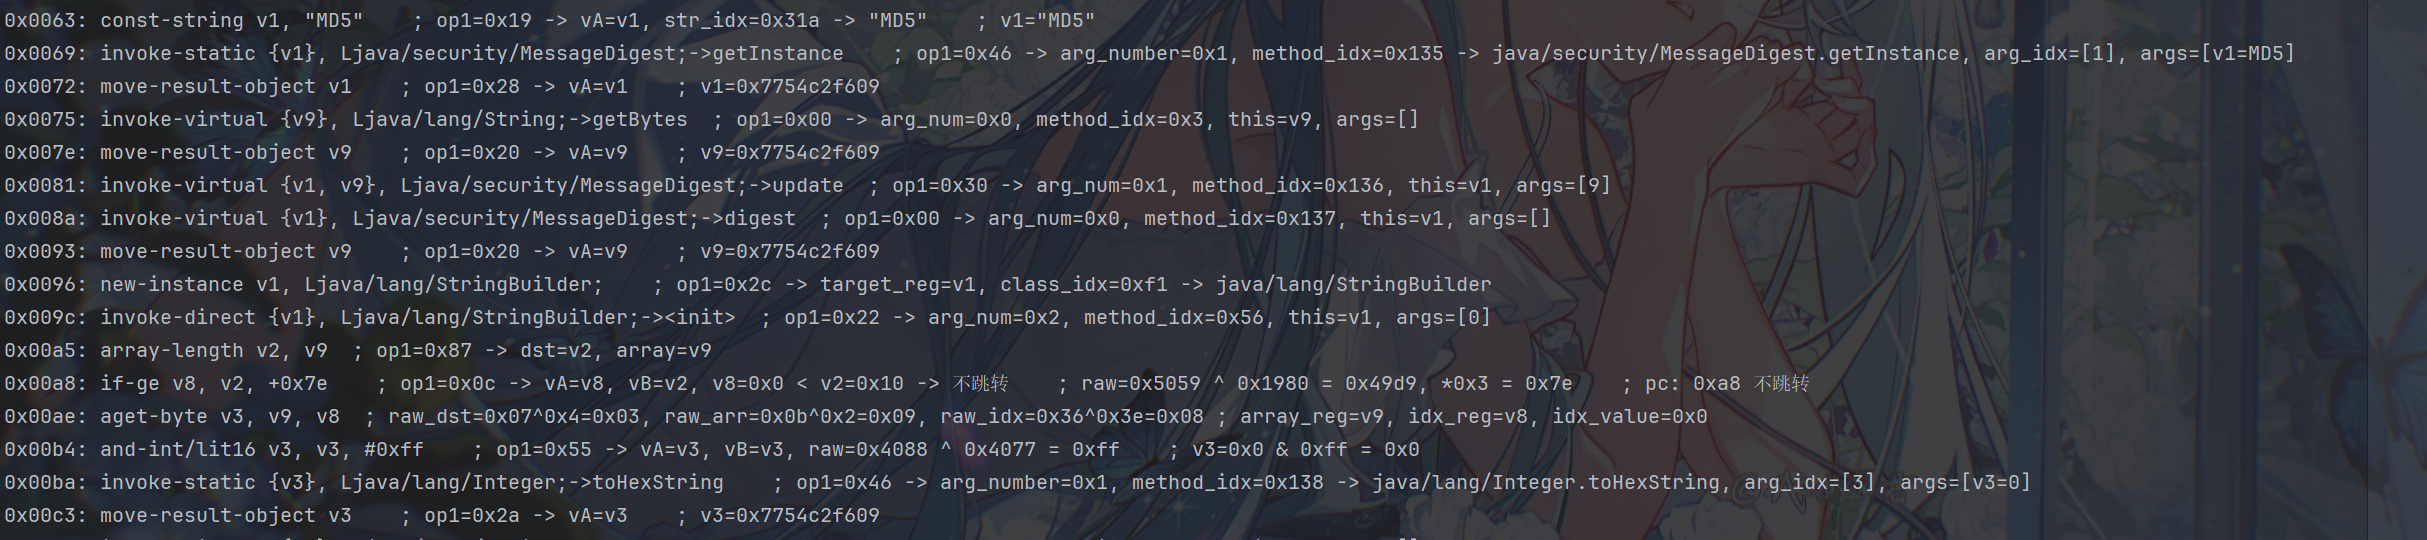 0x0063: const-string v1, "MD5"    ; op1=0x19 -> vA=v1, str_idx=0x31a -> "MD5"    ; v1="MD5"
0x0069: invoke-static {v1}, Ljava/security/MessageDigest;->getInstance    ; op1=0x46 -> arg_number=0x1, method_idx=0x135 -> java/security/MessageDigest.getInstance, arg_idx=[1], args=[v1=MD5]
0x0072: move-result-object v1    ; op1=0x28 -> vA=v1    ; v1=0x7754c2f609
0x0075: invoke-virtual {v9}, Ljava/lang/String;->getBytes  ; op1=0x00 -> arg_num=0x0, method_idx=0x3, this=v9, args=[]
0x007e: move-result-object v9    ; op1=0x20 -> vA=v9    ; v9=0x7754c2f609
0x0081: invoke-virtual {v1, v9}, Ljava/security/MessageDigest;->update  ; op1=0x30 -> arg_num=0x1, method_idx=0x136, this=v1, args=[9]
0x008a: invoke-virtual {v1}, Ljava/security/MessageDigest;->digest  ; op1=0x00 -> arg_num=0x0, method_idx=0x137, this=v1, args=[]
0x0093: move-result-object v9    ; op1=0x20 -> vA=v9    ; v9=0x7754c2f609
0x0096: new-instance v1, Ljava/lang/StringBuilder;    ; op1=0x2c -> target_reg=v1, class_idx=0xf1 -> java/lang/StringBuilder
0x009c: invoke-direct {v1}, Ljava/lang/StringBuilder;-><init>  ; op1=0x22 -> arg_num=0x2, method_idx=0x56, this=v1, args=[0]
0x00a5: array-length v2, v9  ; op1=0x87 -> dst=v2, array=v9
0x00a8: if-ge v8, v2, +0x7e    ; op1=0x0c -> vA=v8, vB=v2, v8=0x0 < v2=0x10 -> 不跳转    ; raw=0x5059 ^ 0x1980 = 0x49d9, *0x3 = 0x7e    ; pc: 0xa8 不跳转
0x00ae: aget-byte v3, v9, v8  ; raw_dst=0x07^0x4=0x03, raw_arr=0x0b^0x2=0x09, raw_idx=0x36^0x3e=0x08 ; array_reg=v9, idx_reg=v8, idx_value=0x0
0x00b4: and-int/lit16 v3, v3, #0xff    ; op1=0x55 -> vA=v3, vB=v3, raw=0x4088 ^ 0x4077 = 0xff    ; v3=0x0 & 0xff = 0x0
0x00ba: invoke-static {v3}, Ljava/lang/Integer;->toHexString    ; op1=0x46 -> arg_number=0x1, method_idx=0x138 -> java/lang/Integer.toHexString, arg_idx=[3], args=[v3=0]
0x00c3: move-result-object v3    ; op1=0x2a -> vA=v3    ; v3=0x7754c2f609